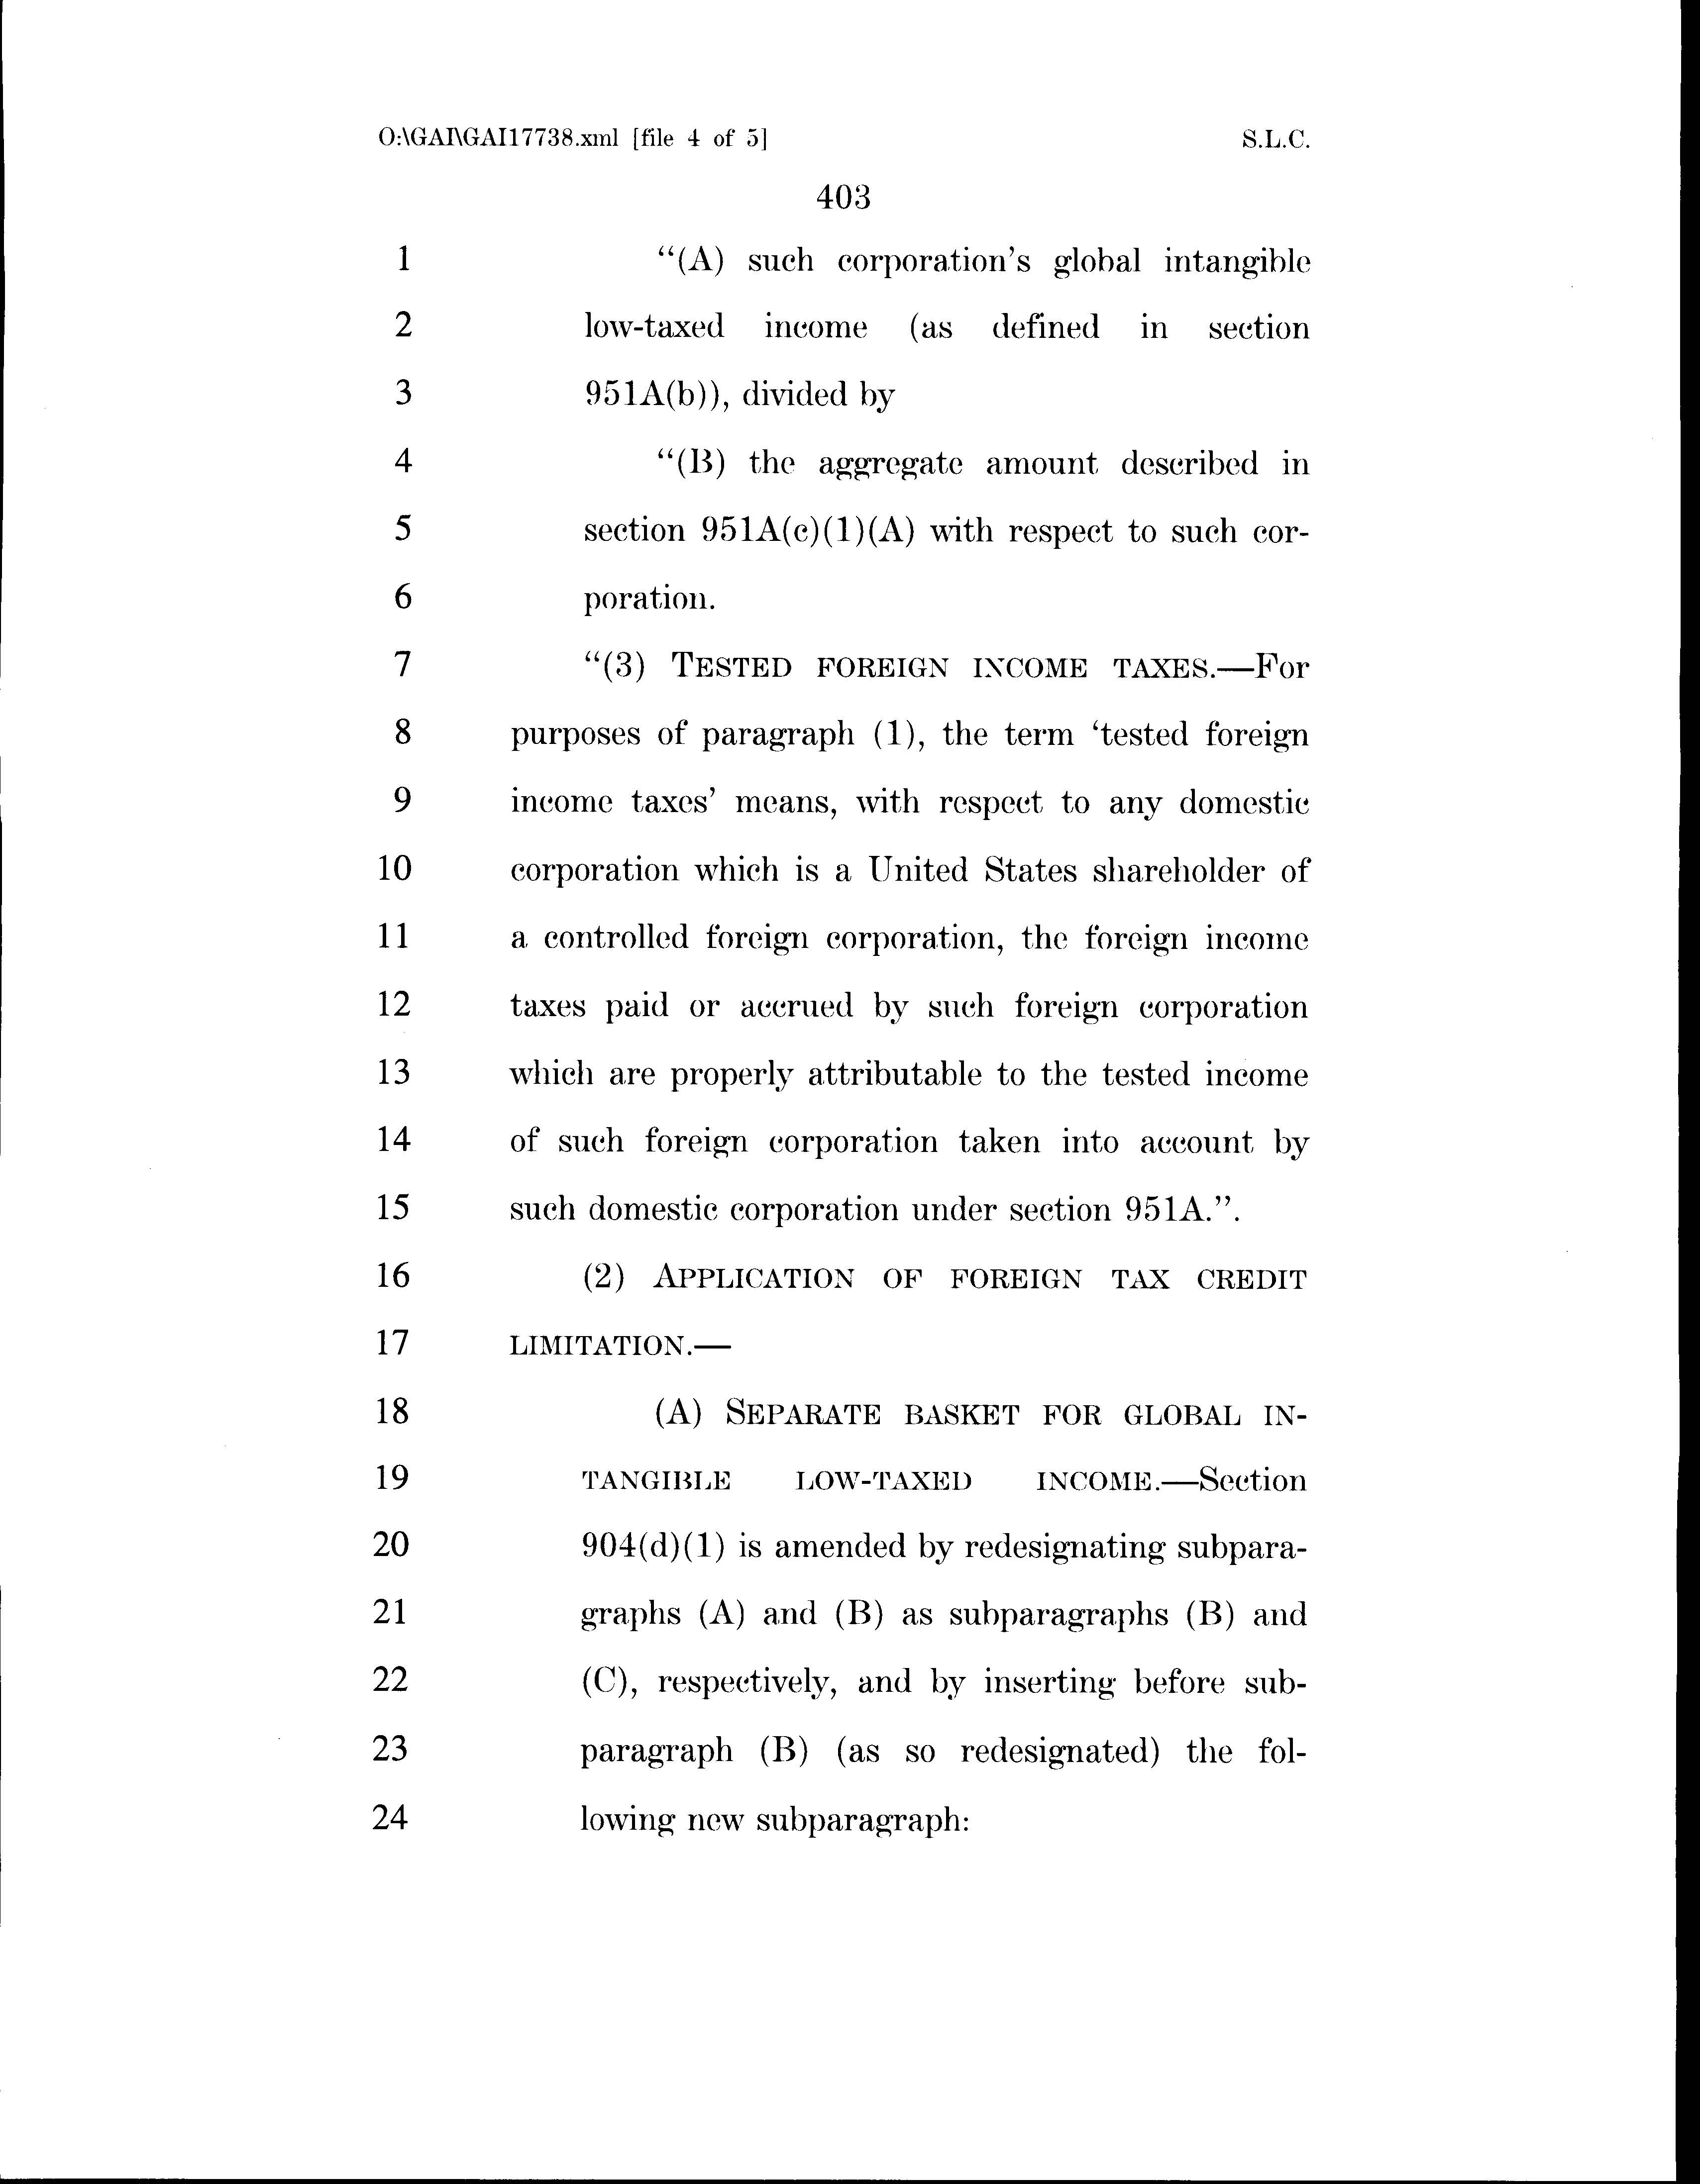 O:\GAI\GAI17738.xml [file 4 of 5] S.L.C.
403
1 “(A) such corporation's global intangible
2 low-taxed income (as defined in section
3 951A(b)), divided by
4 “(B) the aggregate amount described in
5 section 951A(c)(1)(A) with respect to such cor-
6 poration.
7 “(3) TESTED FOREIGN INCOME TAXES.—For
8 purposes of paragraph (1), the term ‘tested foreign
9 income taxes’ means, with respect to any domestic
10 corporation which is a United States shareholder of
11 a controlled foreign corporation, the foreign income
12 taxes paid or accrued by such foreign corporation
13 which are properly attributable to the tested income
14 of such foreign corporation taken into account by
15 such domestic corporation under section 951A.”.
16 (2) APPLICATION OF FOREIGN TAX CREDIT
17 LIMITATION.—
18 (A) SEPARATE BASKET FOR GLOBAL IN-
19 TANGIBLE LOW-TAXED INCOME.—Section
20 904(d)(1) is amended by redesignating subpara-
21 graphs (A) and (B) as subparagraphs (B) and
22 (C), respectively, and by inserting before sub-
23 paragraph (B) (as so redesignated) the fol-
24 lowing new subparagraph: